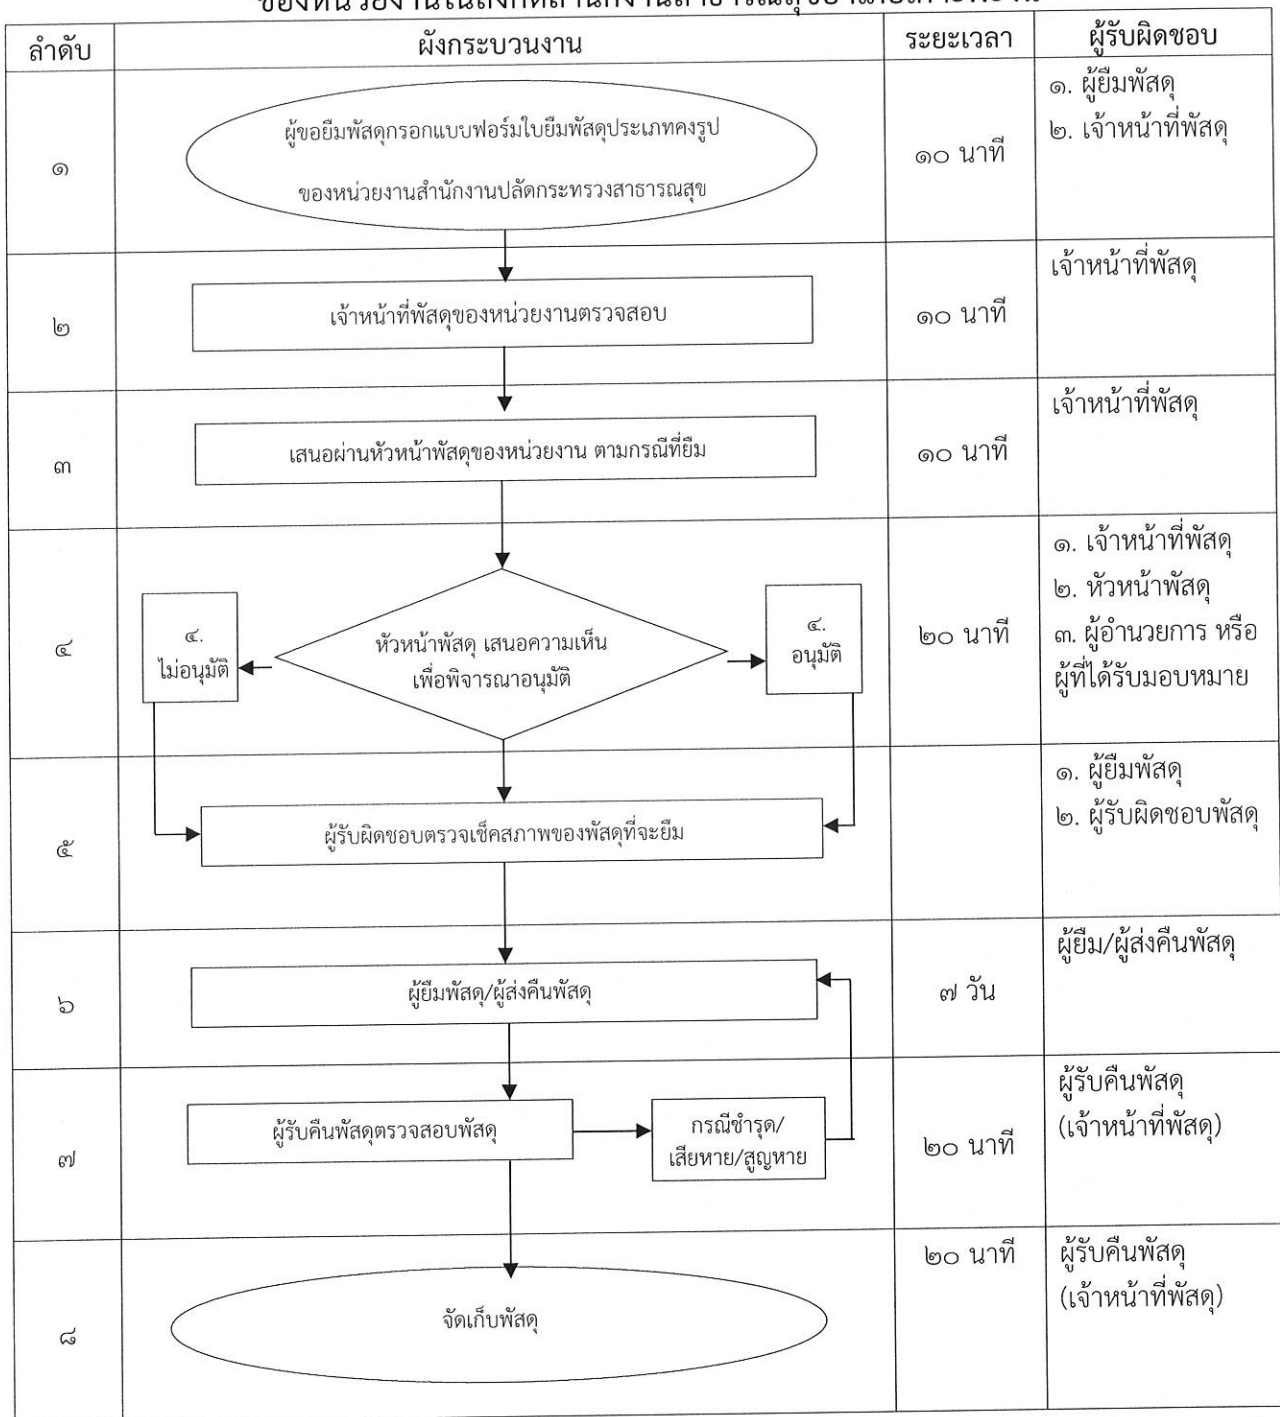 ลำดับ ผังกระบวนงาน ระยะเวลา ผู้รับผิดชอบ
๑
ผู้ขอยืมพัสดุกรอกแบบฟอร์มใบยืมพัสดุประเภทคงรูป
ของหน่วยงานสำนักงานปลัดกระทรวงสาธารณสุข
๑๐ นาที
๑. ผู้ยืมพัสดุ
๒. เจ้าหน้าที่พัสดุ
๒
เจ้าหน้าที่พัสดุของหน่วยงานตรวจสอบ
๑๐ นาที
เจ้าหน้าที่พัสดุ
๓
เสนอผ่านหัวหน้าพัสดุของหน่วยงาน ตามกรณีที่ยืม
๑๐ นาที
เจ้าหน้าที่พัสดุ
๔
๔.
ไม่อนุมัติ
หัวหน้าพัสดุ เสนอความเห็น
เพื่อพิจารณาอนุมัติ
๔.
อนุมัติ
๒๐ นาที
๑. เจ้าหน้าที่พัสดุ
๒. หัวหน้าพัสดุ
๓. ผู้อำนวยการ หรือ
ผู้ที่ได้รับมอบหมาย
๕
ผู้รับผิดชอบตรวจเช็คสภาพของพัสดุที่จะยืม
๑. ผู้ยืมพัสดุ
๒. ผู้รับผิดชอบพัสดุ
๖
ผู้ยืมพัสดุ/ผู้ส่งคืนพัสดุ
๗ วัน
ผู้ยืม/ผู้ส่งคืนพัสดุ
๗
ผู้รับคืนพัสดุตรวจสอบพัสดุ
กรณีชำรุด/
เสียหาย/สูญหาย
๒๐ นาที
ผู้รับคืนพัสดุ
(เจ้าหน้าที่พัสดุ)
๘
จัดเก็บพัสดุ
๒๐ นาที
ผู้รับคืนพัสดุ
(เจ้าหน้าที่พัสดุ)